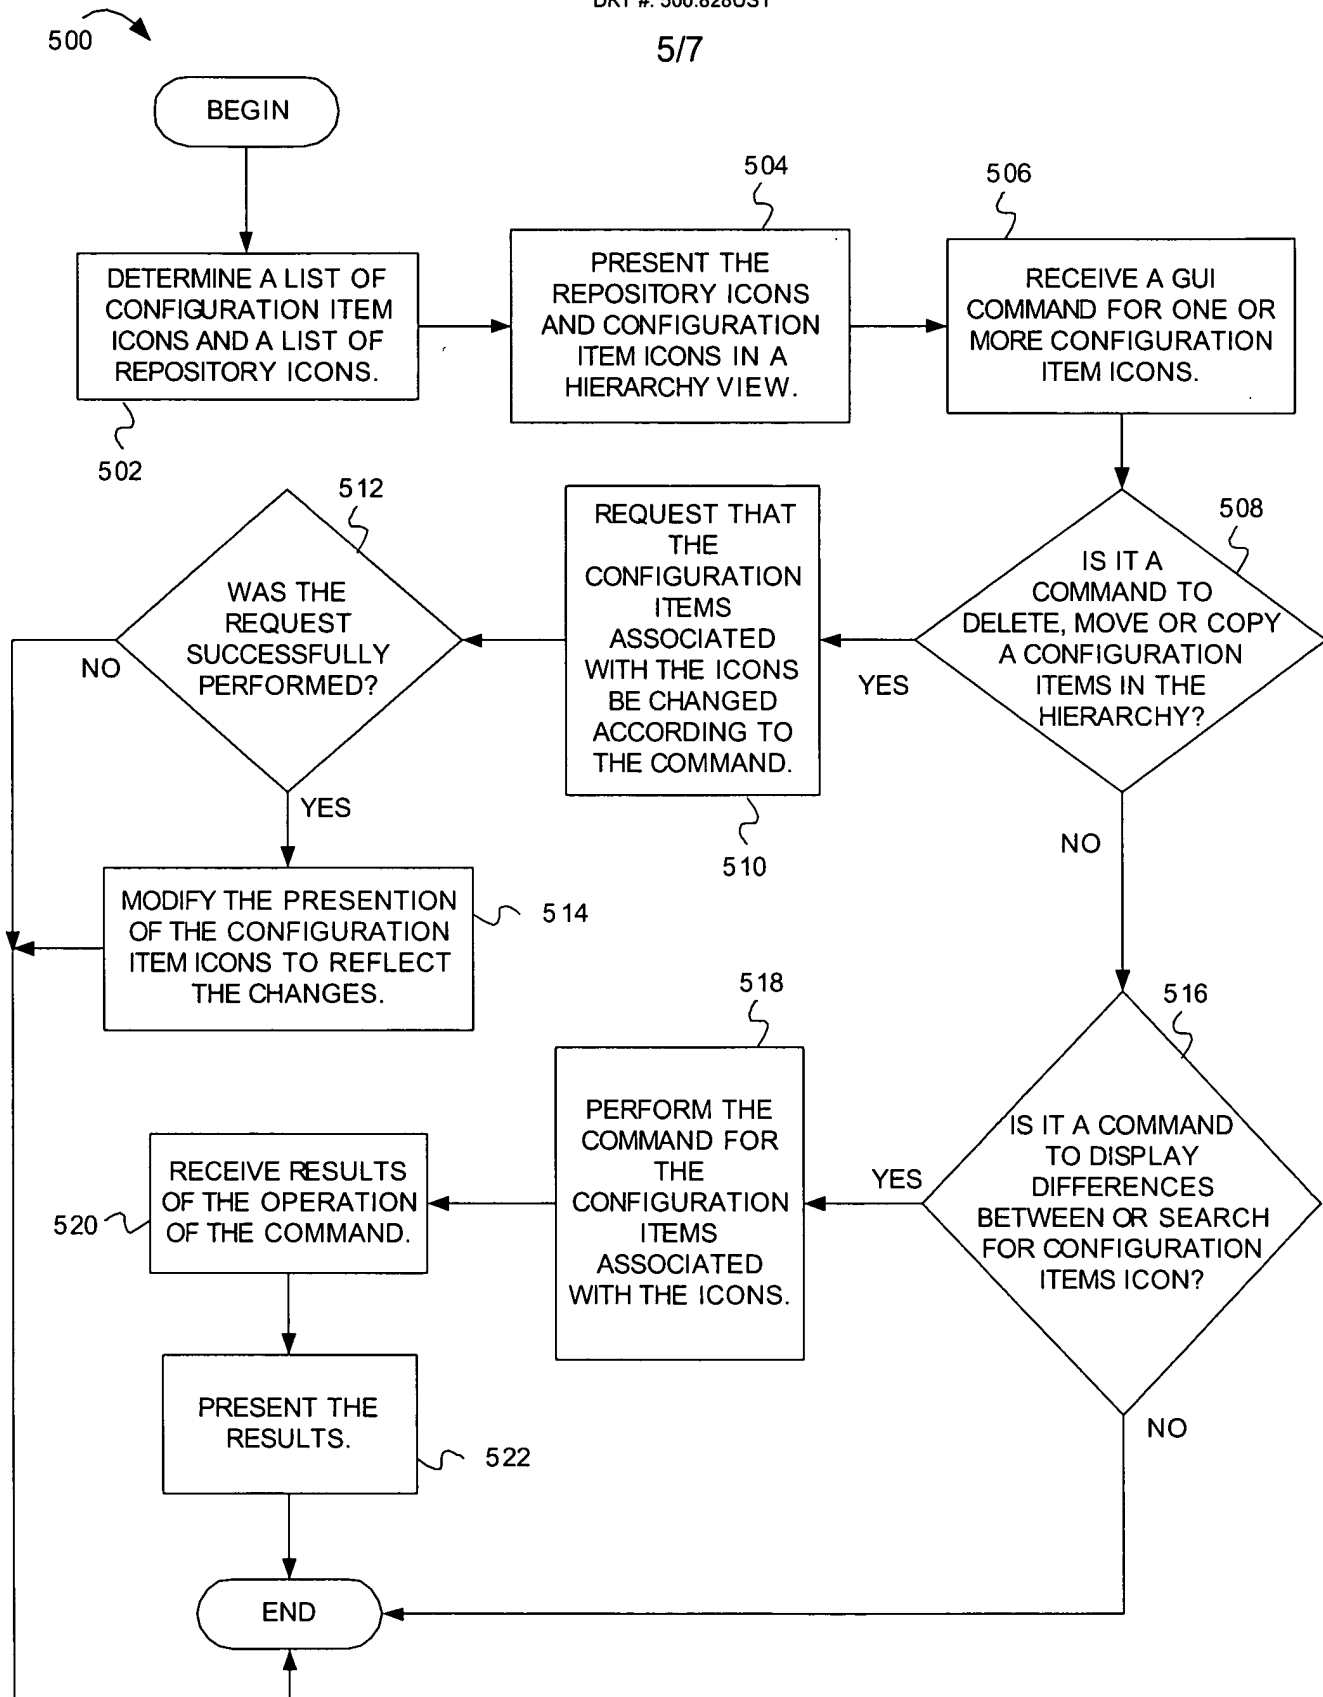 5/7
500
BEGIN
504
506
DETERMINE A LIST OF
CONFIGURATION ITEM
ICONS AND A LIST OF
REPOSITORY ICONS.
PRESENT THE
REPOSITORY ICONS
AND CONFIGURATION
ITEM ICONS IN A
HIERARCHY VIEW.
RECEIVE A GUI
COMMAND FOR ONE OR
MORE CONFIGURATION
ITEM ICONS.
502
512
WAS THE
REQUEST
SUCCESSFULLY
PERFORMED?
NO
YES
REQUEST THAT
THE
CONFIGURATION
ITEMS
ASSOCIATED
WITH THE ICONS
BE CHANGED
ACCORDING TO
THE COMMAND.
510
508
IS IT A
COMMAND TO
DELETE, MOVE OR COPY
A CONFIGURATION
ITEMS IN THE
HIERARCHY?
YES
NO
MODIFY THE PRESENTION
OF THE CONFIGURATION
ITEM ICONS TO REFLECT
THE CHANGES.
514
518
516
PERFORM THE
COMMAND FOR
THE
CONFIGURATION
ITEMS
ASSOCIATED
WITH THE ICONS.
IS IT A COMMAND
TO DISPLAY
DIFFERENCES
BETWEEN OR SEARCH
FOR CONFIGURATION
ITEMS ICON?
YES
NO
RECEIVE RESULTS
OF THE OPERATION
OF THE COMMAND.
520
PRESENT THE
RESULTS.
522
END